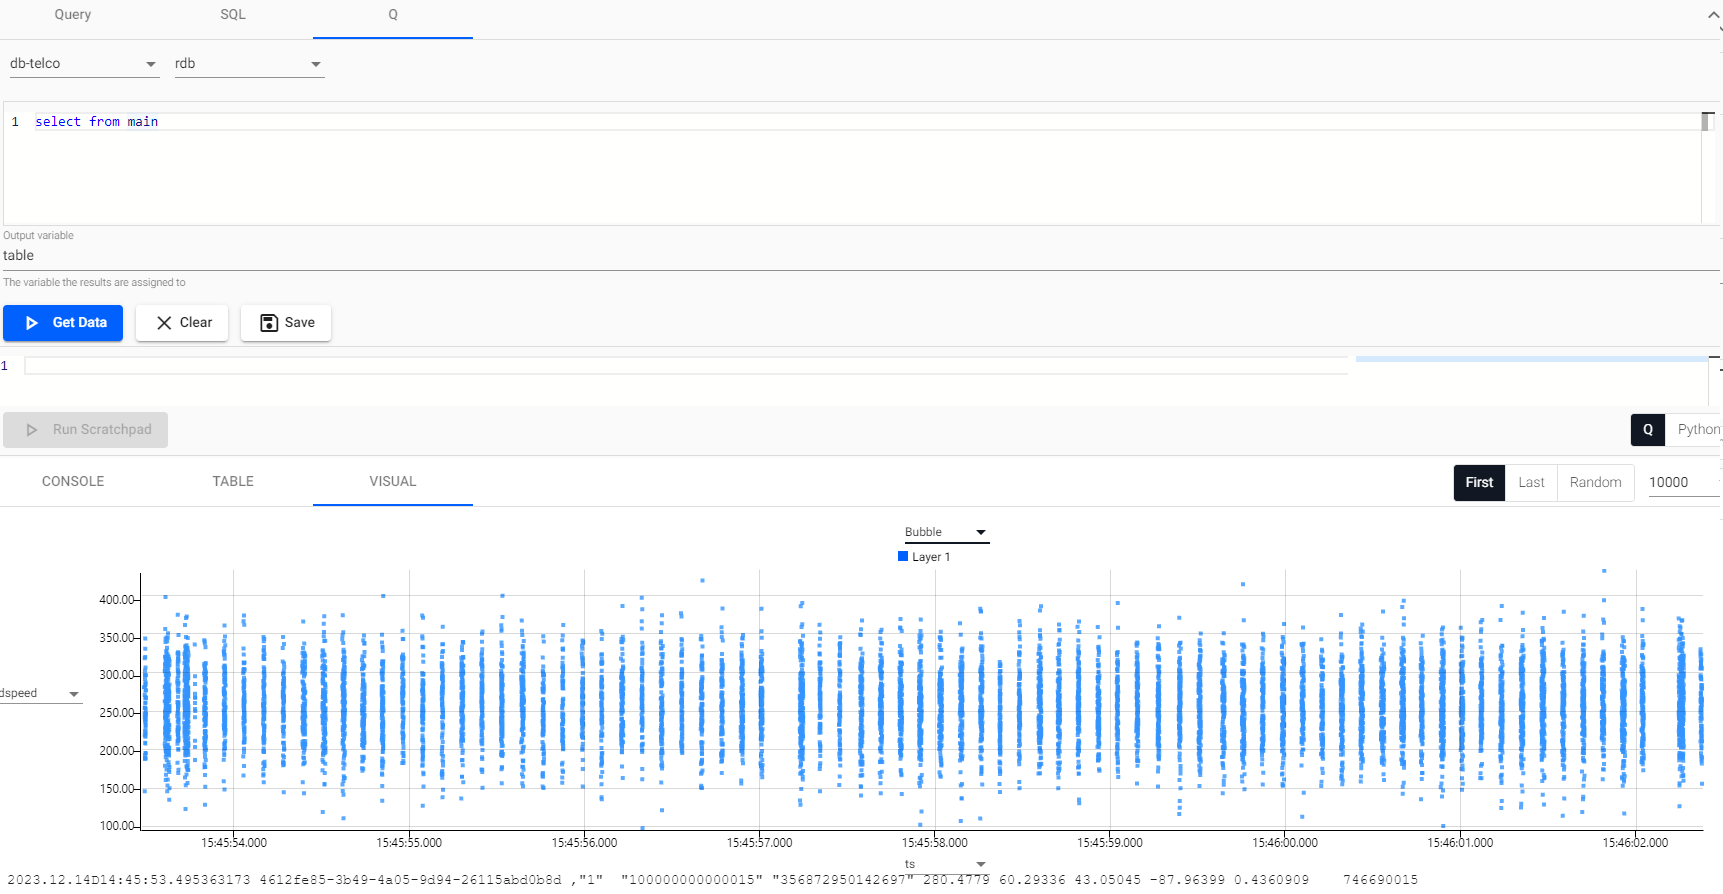 Query SQL Q
db-telco rdb
1 select from main
Output variable
table
The variable the results are assigned to
Get Data Clear Save
1
Run Scratchpad Q Python
CONSOLE TABLE VISUAL First Last Random 10000
Bubble
Layer 1
400.00
350.00
300.00
dspeed
250.00
200.00
150.00
100.00
15:45:54.000 15:45:55.000 15:45:56.000 15:45:57.000 15:45:58.000 15:45:59.000 15:46:00.000 15:46:01.000 15:46:02.000
ts
2023.12.14D14:45:53.495363173 4612fe85-3b49-4a05-9d94-26115abd0b8d ,"1" "100000000000015" "356872950142697" 280.4779 60.29336 43.05045 -87.96399 0.4360909 746690015